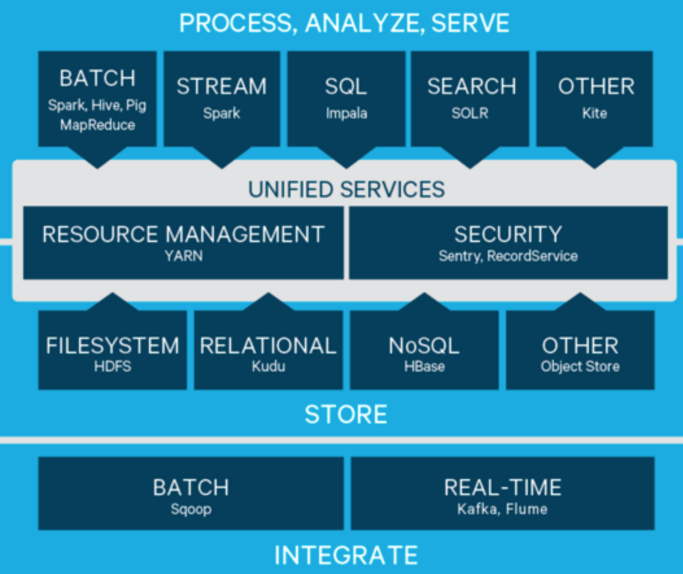 PROCESS, ANALYZE, SERVE
BATCH
Spark, Hive, Pig
MapReduce
STREAM
Spark
SQL
Impala
SEARCH
SOLR
OTHER
Kite
UNIFIED SERVICES
RESOURCE MANAGEMENT
YARN
SECURITY
Sentry, RecordService
FILESYSTEM
HDFS
RELATIONAL
Kudu
NoSQL
HBase
OTHER
Object Store
STORE
BATCH
Sqoop
REAL-TIME
Kafka, Flume
INTEGRATE